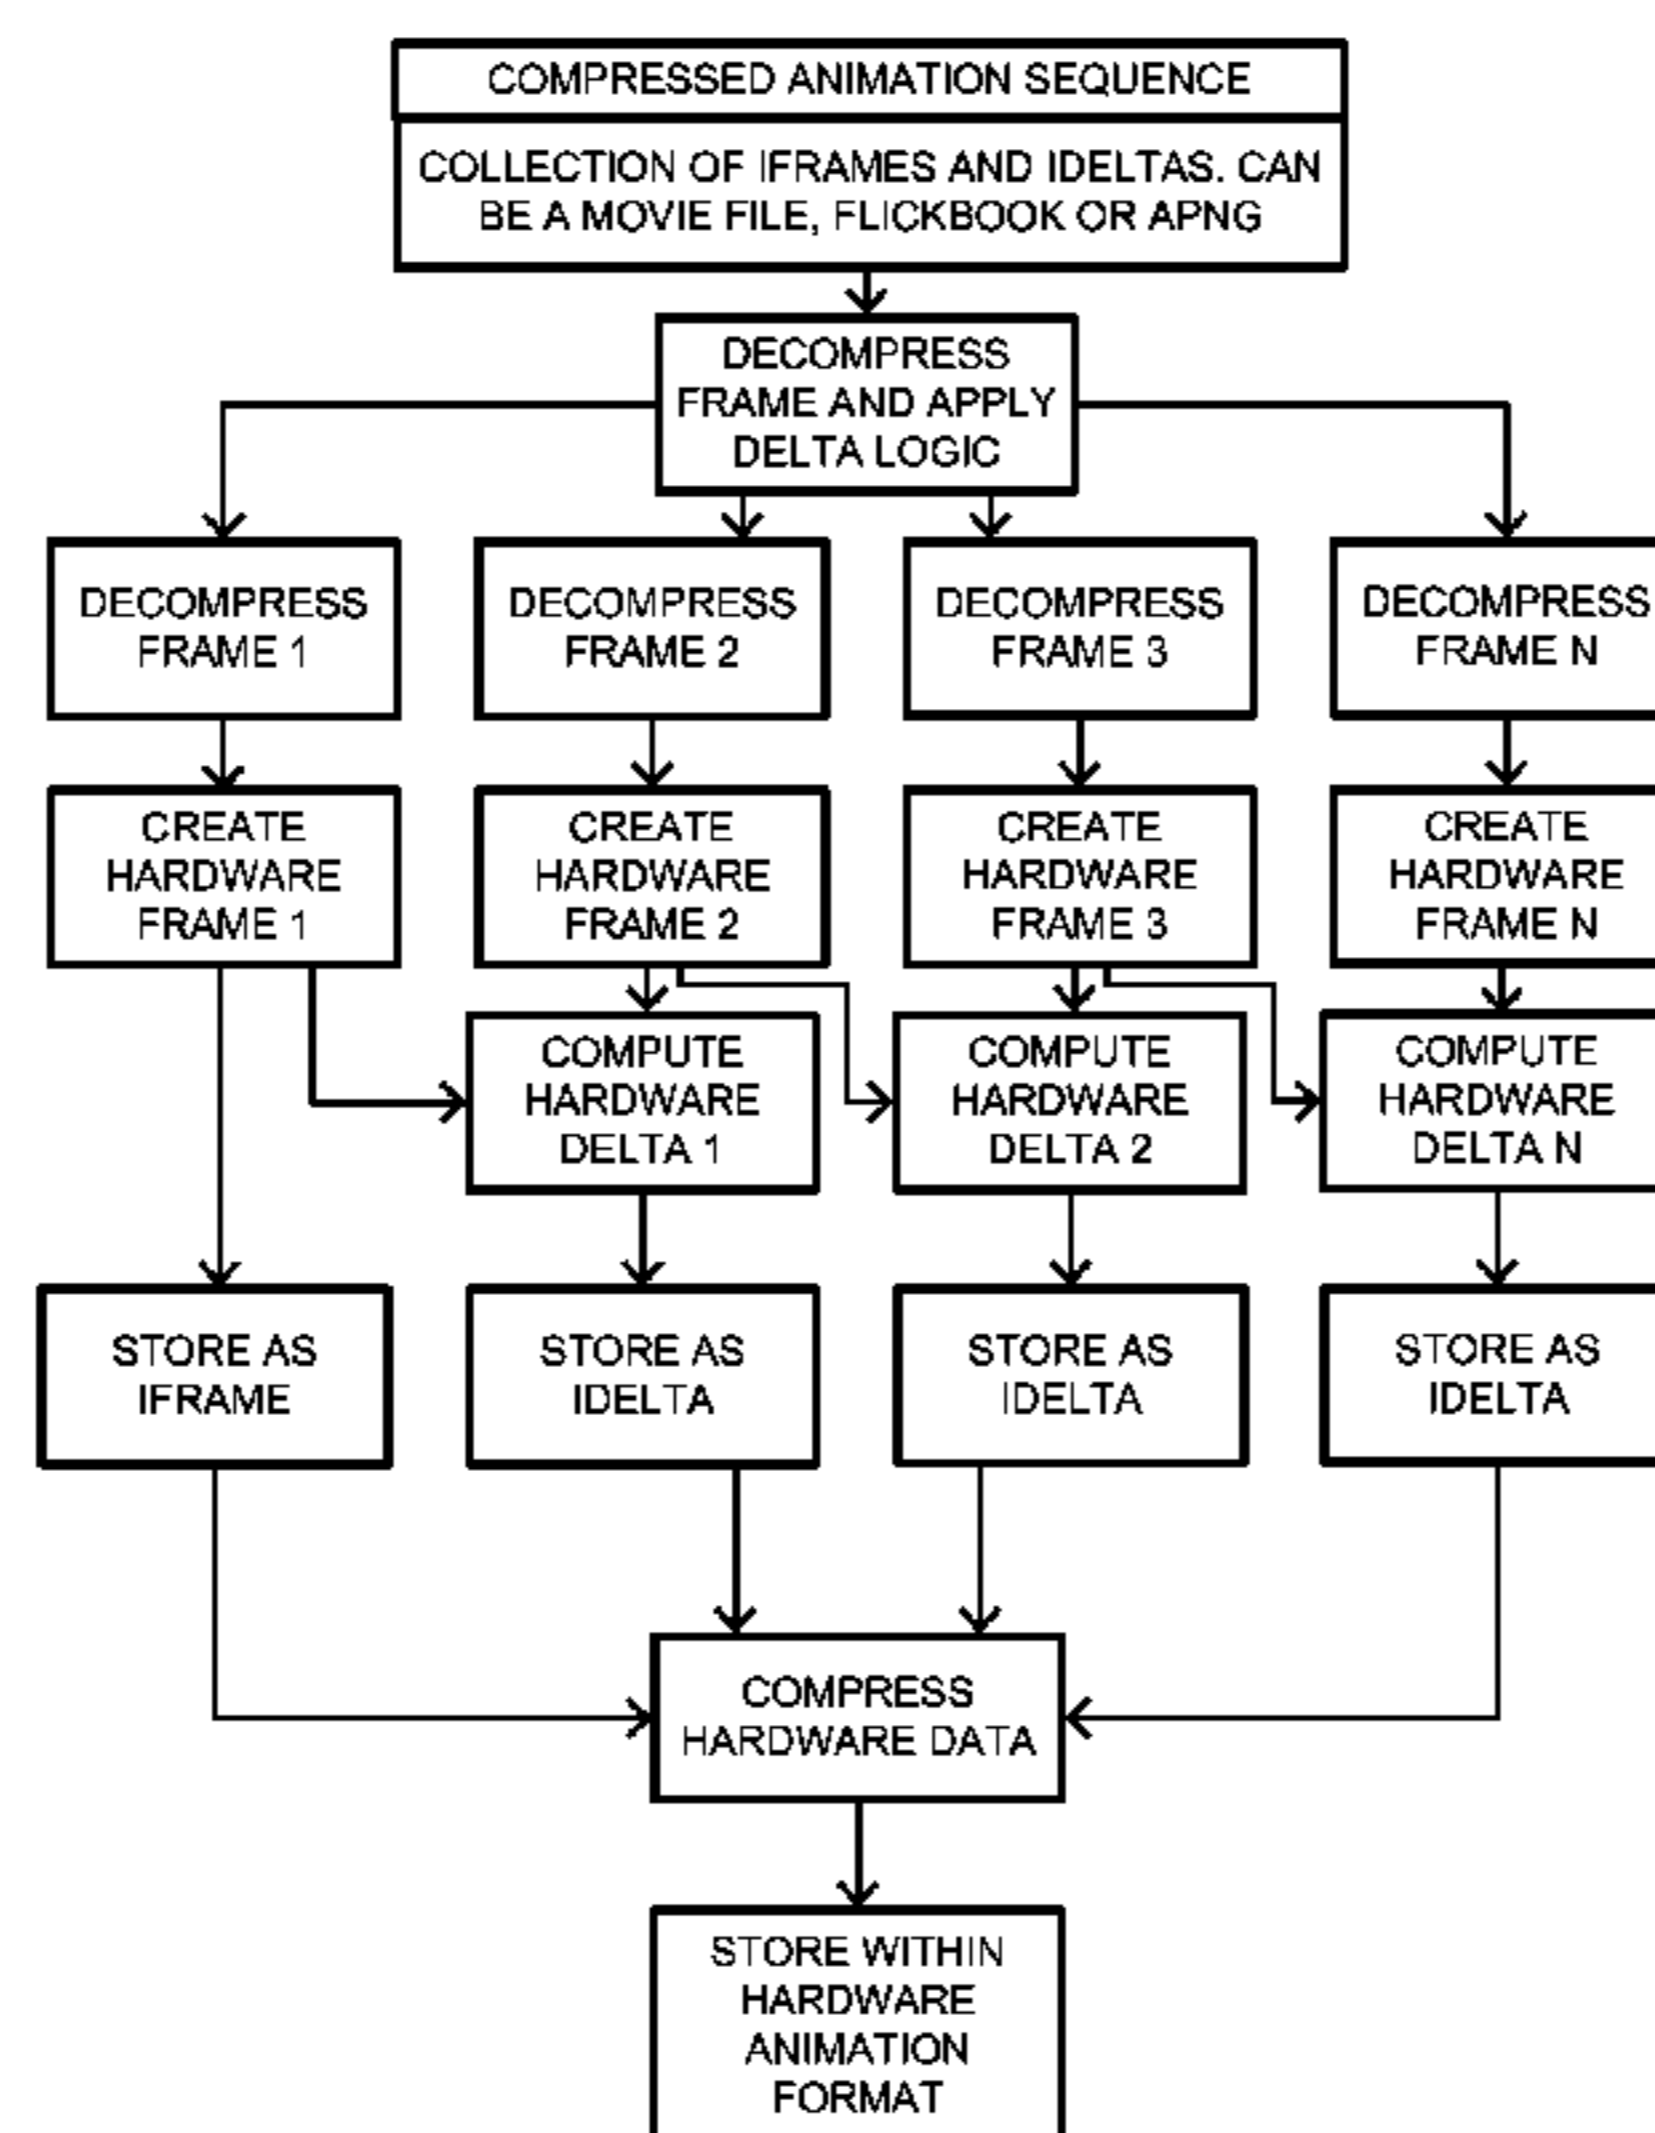 COMPRESSED ANIMATION SEQUENCE
COLLECTION OF IFRAMES AND IDELTAS. CAN
BE A MOVIE FILE, FLICKBOOK OR APNG
DECOMPRESS
FRAME AND APPLY
DELTA LOGIC
DECOMPRESS
FRAME 1
DECOMPRESS
FRAME 2
DECOMPRESS
FRAME 3
DECOMPRESS
FRAME N
CREATE
HARDWARE
FRAME 1
CREATE
HARDWARE
FRAME 2
CREATE
HARDWARE
FRAME 3
CREATE
HARDWARE
FRAME N
COMPUTE
HARDWARE
DELTA 1
COMPUTE
HARDWARE
DELTA 2
COMPUTE
HARDWARE
DELTA N
STORE AS
IFRAME
STORE AS
IDELTA
STORE AS
IDELTA
STORE AS
IDELTA
COMPRESS
HARDWARE DATA
STORE WITHIN
HARDWARE
ANIMATION
FORMAT